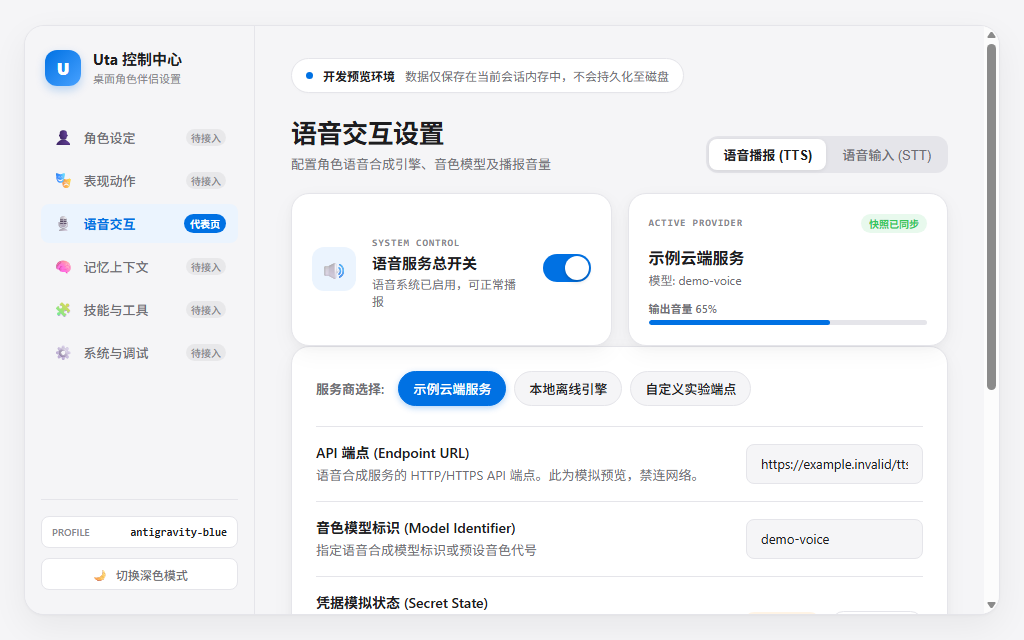 U
Uta 控制中心
桌面角色伴侣设置
角色设定 待接入
表现动作 待接入
语音交互 代表页
记忆上下文 待接入
技能与工具 待接入
系统与调试 待接入
PROFILE antigravity-blue
切换深色模式
开发预览环境 数据仅保存在当前会话内存中，不会持久化至磁盘
语音交互设置
配置角色语音合成引擎、音色模型及播报音量
语音播报 (TTS) 语音输入 (STT)
SYSTEM CONTROL
语音服务总开关
语音系统已启用，可正常播
报
ACTIVE PROVIDER 快照已同步
示例云端服务
模型: demo-voice
输出音量 65%
服务商选择: 示例云端服务 本地离线引擎 自定义实验端点
API 端点 (Endpoint URL)
语音合成服务的 HTTP/HTTPS API 端点。此为模拟预览，禁连网络。
https://example.invalid/tts
音色模型标识 (Model Identifier)
指定语音合成模型标识或预设音色代号
demo-voice
凭据模拟状态 (Secret State)